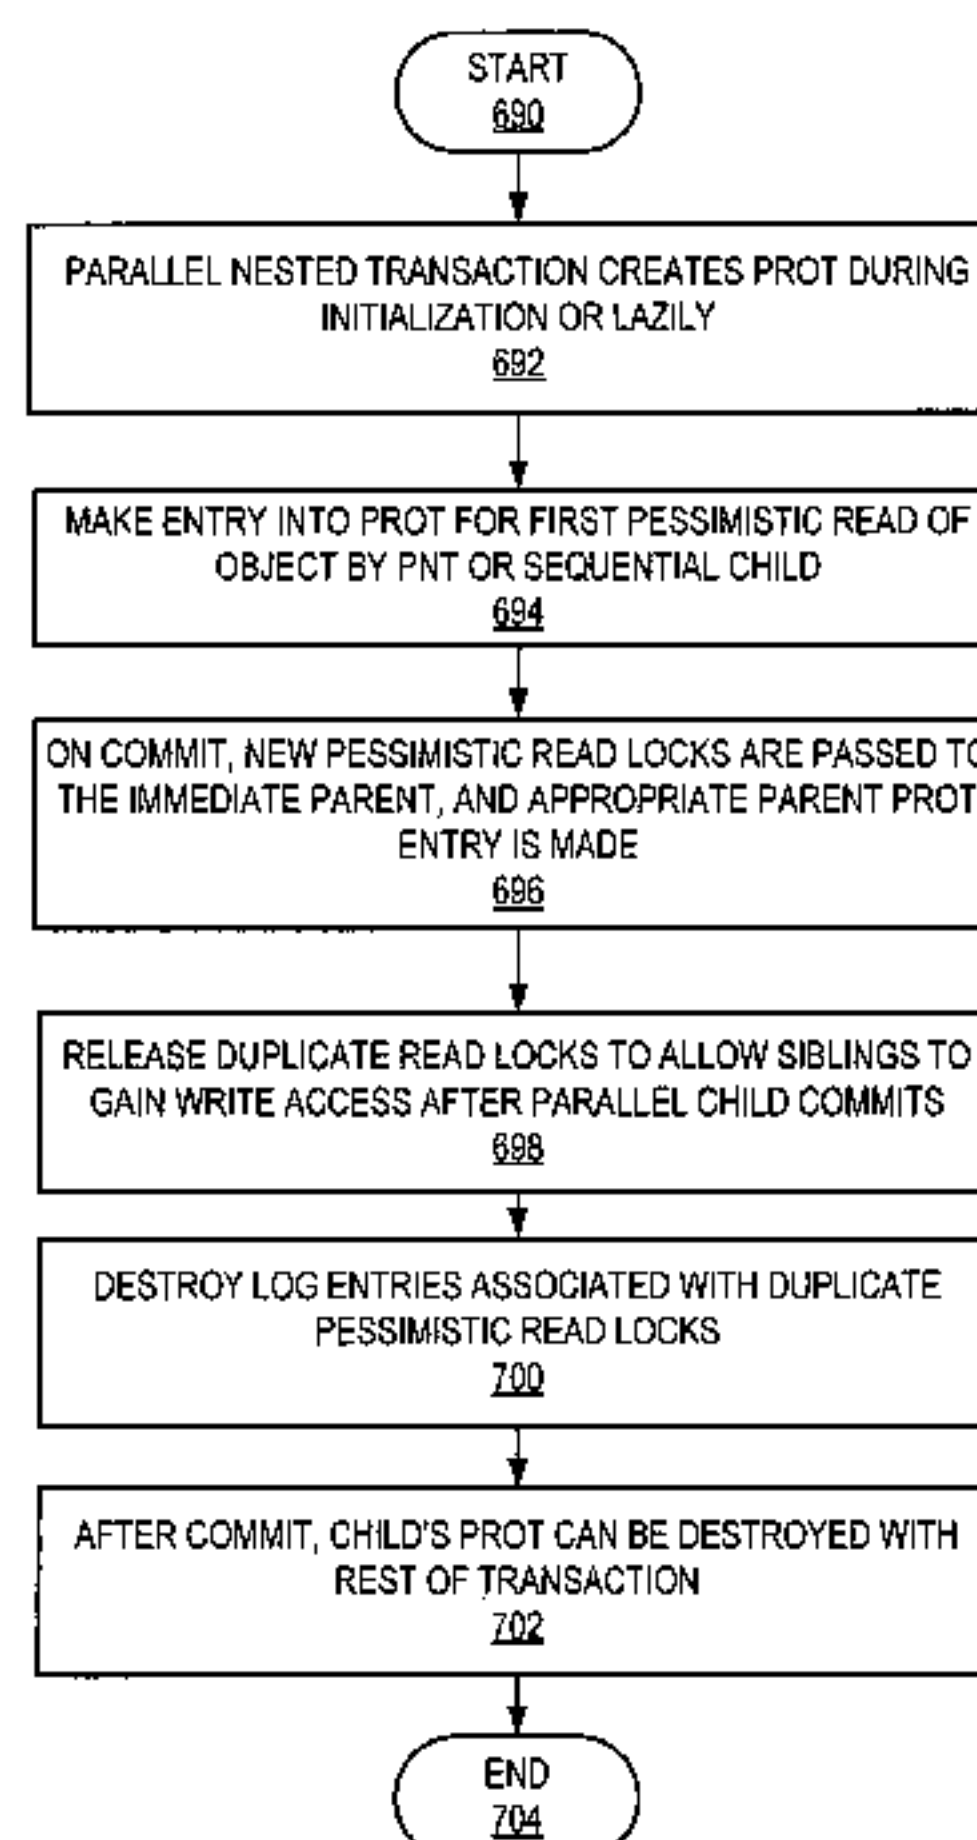 START
690
PARALLEL NESTED TRANSACTION CREATES PROT DURING
INITIALIZATION OR LAZILY
692
MAKE ENTRY INTO PROT FOR FIRST PESSIMISTIC READ OF
OBJECT BY PNT OR SEQUENTIAL CHILD
694
ON COMMIT, NEW PESSIMISTIC READ LOCKS ARE PASSED TO
THE IMMEDIATE PARENT, AND APPROPRIATE PARENT PROT
ENTRY IS MADE
696
RELEASE DUPLICATE READ LOCKS TO ALLOW SIBLINGS TO
GAIN WRITE ACCESS AFTER PARALLEL CHILD COMMITS
698
DESTROY LOG ENTRIES ASSOCIATED WITH DUPLICATE
PESSIMISTIC READ LOCKS
700
AFTER COMMIT, CHILD'S PROT CAN BE DESTROYED WITH
REST OF TRANSACTION
702
END
704